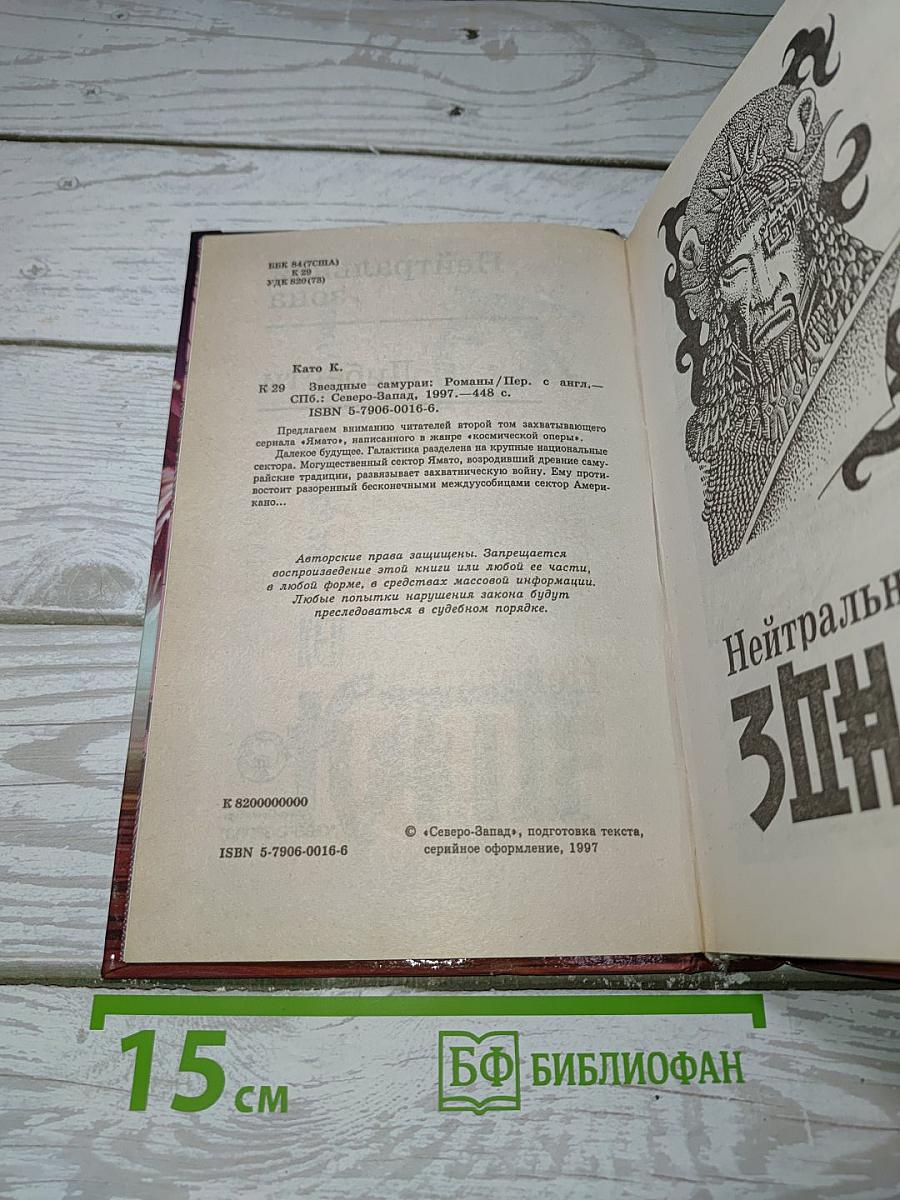 ББК 84(7США)
К 29
УДК 820(73)
Като К.
К 29 Звездные самураи: Романы/Пер. с англ.—
СПб.: Северо-Запад, 1997.—448 с.
ISBN 5-7906-0016-6.
Предлагаем вниманию читателей второй том захватывающего
сериала «Ямато», написанного в жанре «космической оперы».
Далекое будущее. Галактика разделена на крупные национальные
сектора. Могущественный сектор Ямато, возродивший древние саму-
райские традиции, развязывает захватническую войну. Ему проти-
востоит разоренный бесконечными междуусобицами сектор Амери-
кано...
Авторские права защищены. Запрещается
воспроизведение этой книги или любой ее части,
в любой форме, в средствах массовой информации.
Любые попытки нарушения закона будут
преследоваться в судебном порядке.
К 8200000000
ISBN 5-7906-0016-6
© «Северо-Запад», подготовка текста,
серийное оформление, 1997
Нейтральн
ЗОН
15 см
БФ БИБЛИОФАН